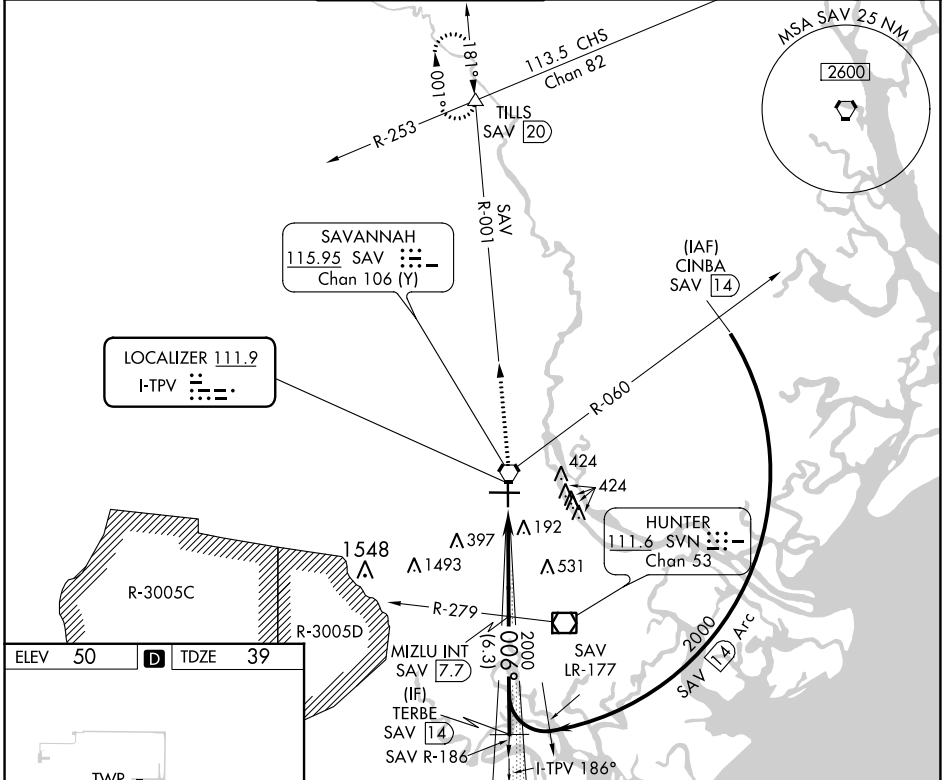 MSA SAV 25 NM
2600
181°
001°
113.5 CHS
Chan 82
R-253
TILLS
SAV 20
SAV
R-001
SAVANNAH
115.95 SAV
Chan 106 (Y)
(IAF)
CINBA
SAV 14
LOCALIZER 111.9
I-TPV
R-060
424
424
192
397
1493
1548
531
HUNTER
111.6 SVN
Chan 53
R-3005C
R-3005D
R-279
MIZLU INT
SAV 7.7
2000
006°
(6.3)
SAV
LR-177
2000
SAV 14 Arc
(IF)
TERBE
SAV 14
SAV R-186
I-TPV 186°
ELEV 50 D TDZE 39
TWR